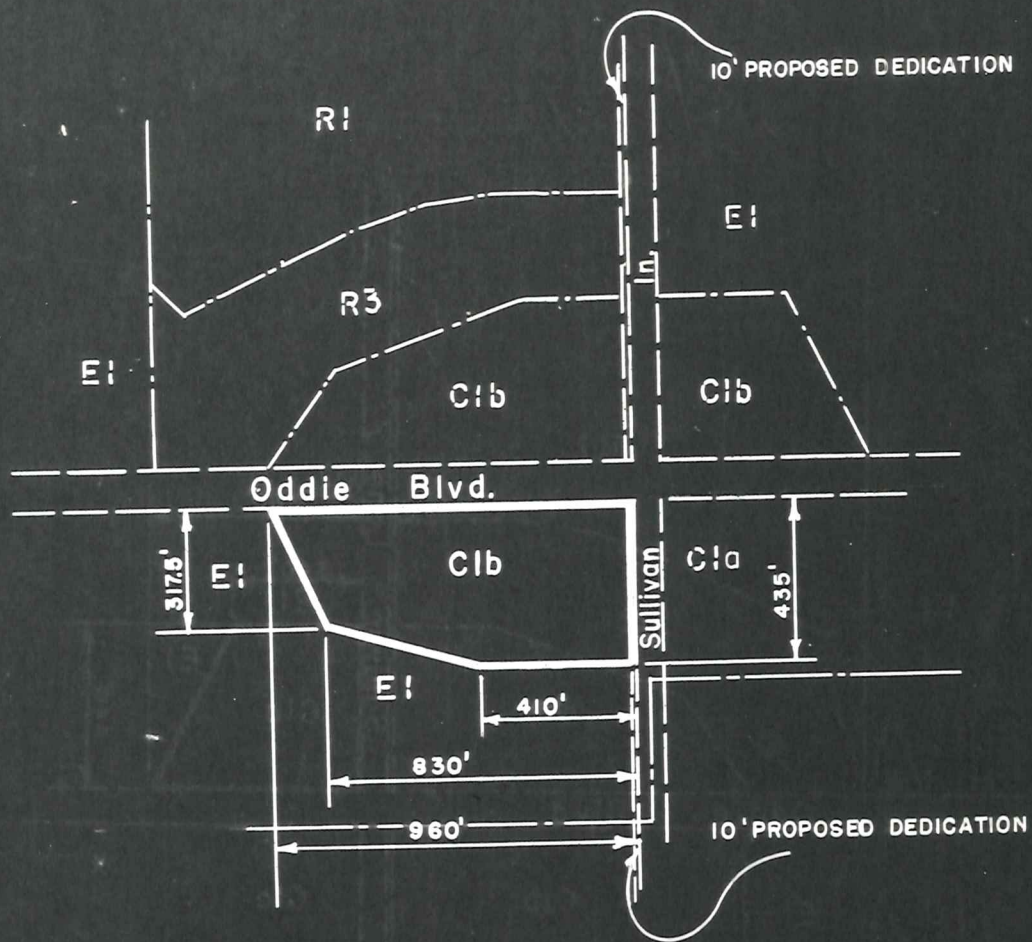 10' PROPOSED DEDICATION
R1
E1
ln.
R3
E1
C1b
C1b
Oddie Blvd.
317.5'
E1
C1b
Sullivan
C1a
435'
E1
410'
830'
960'
10' PROPOSED DEDICATION